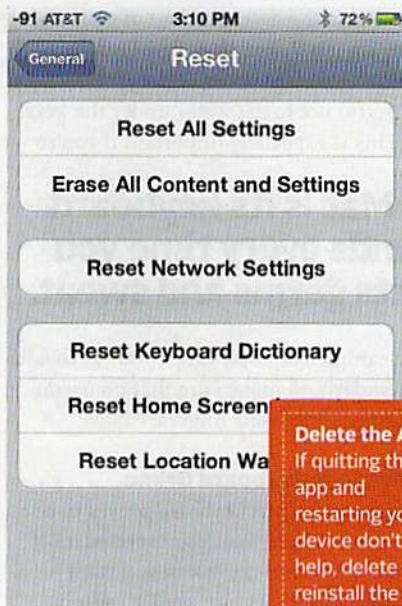 -91 AT&T 3:10 PM 72%
General Reset
Reset All Settings
Erase All Content and Settings
Reset Network Settings
Reset Keyboard Dictionary
Reset Home Screen
Reset Location Wa
Delete the A
If quitting th
app and
restarting yo
device don't
help, delete
reinstall the